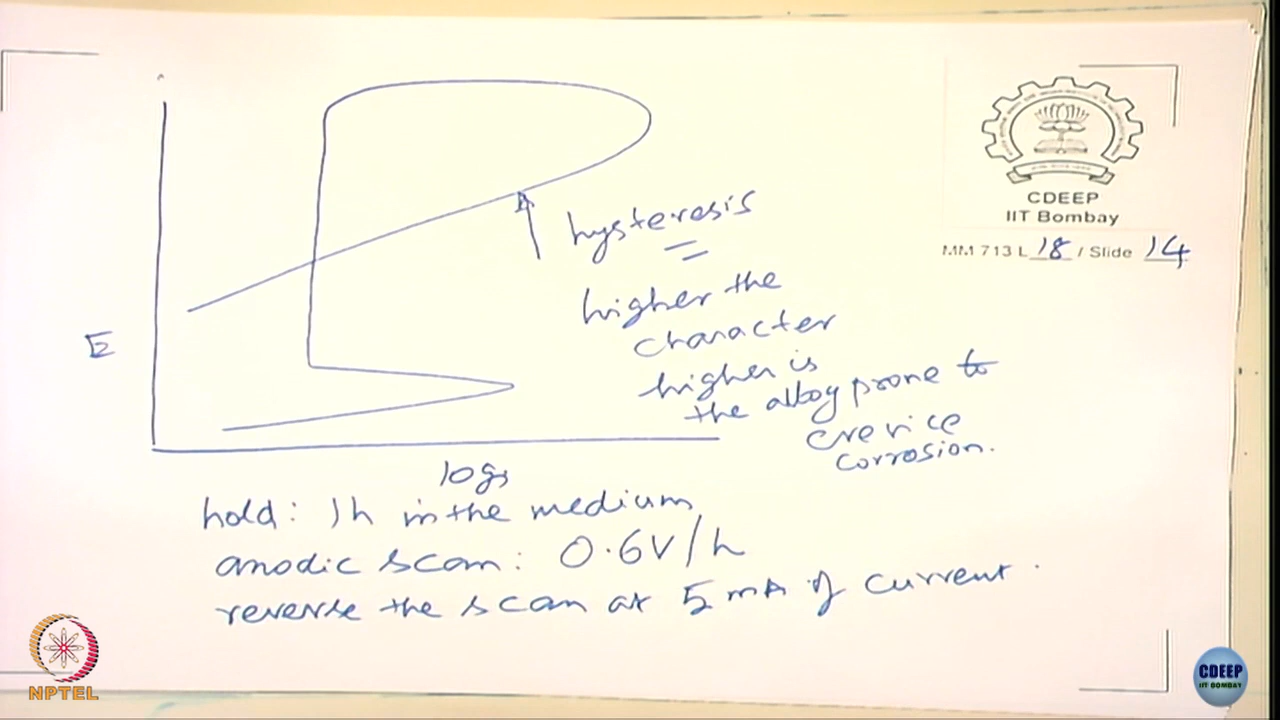 CDEEP
IIT Bombay
MM 713 L 18 / Slide 14
hysteresis
higher the
character
higher is
the alloy prone to
crevice
corrosion.
E
log i
hold: 1h in the medium
anodic scan: 0.6V/h
reverse the scan at 5 mA of current.
NPTEL
CDEEP
IIT BOMBAY